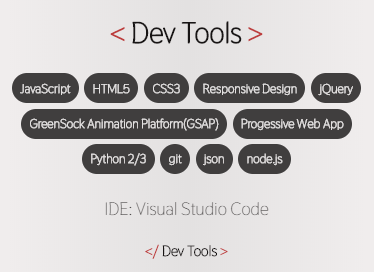 < Dev Tools >
JavaScript HTML5 CSS3 Responsive Design jQuery
GreenSock Animation Platform(GSAP) Progessive Web App
Python 2/3 git json node.js
IDE: Visual Studio Code
</ Dev Tools >